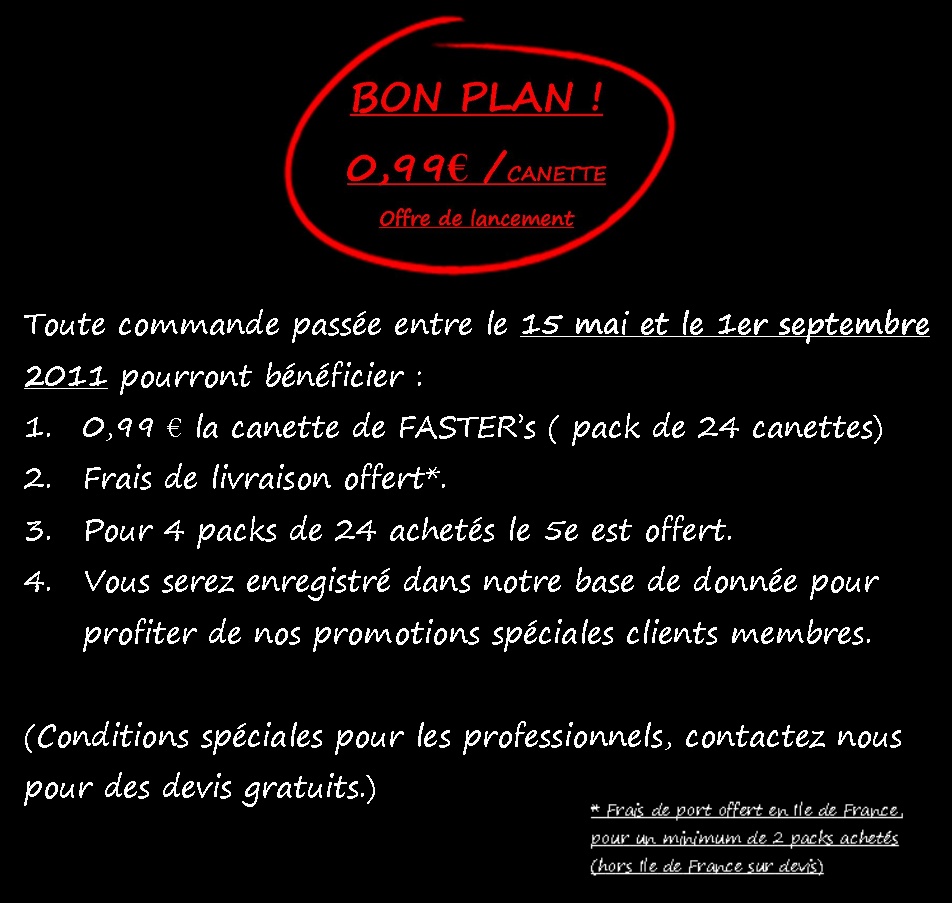 BON PLAN !
0,99€ /CANETTE
Offre de lancement
Toute commande passée entre le 15 mai et le 1er septembre
2011 pourront bénéficier :
1. 0,99 € la canette de FASTER's ( pack de 24 canettes)
2. Frais de livraison offert*.
3. Pour 4 packs de 24 achetés le 5e est offert.
4. Vous serez enregistré dans notre base de donnée pour
profiter de nos promotions spéciales clients membres.
(Conditions spéciales pour les professionnels, contactez nous
pour des devis gratuits.)
* Frais de port offert en Ile de France,
pour un minimum de 2 packs achetés
(hors Ile de France sur devis)